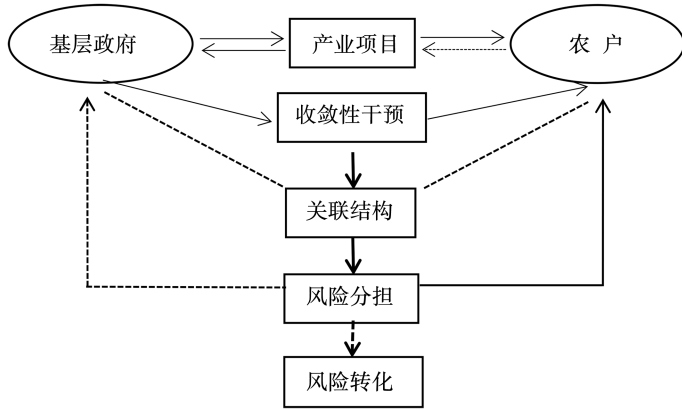 基层政府
产业项目
农 户
收敛性干预
关联结构
风险分担
风险转化